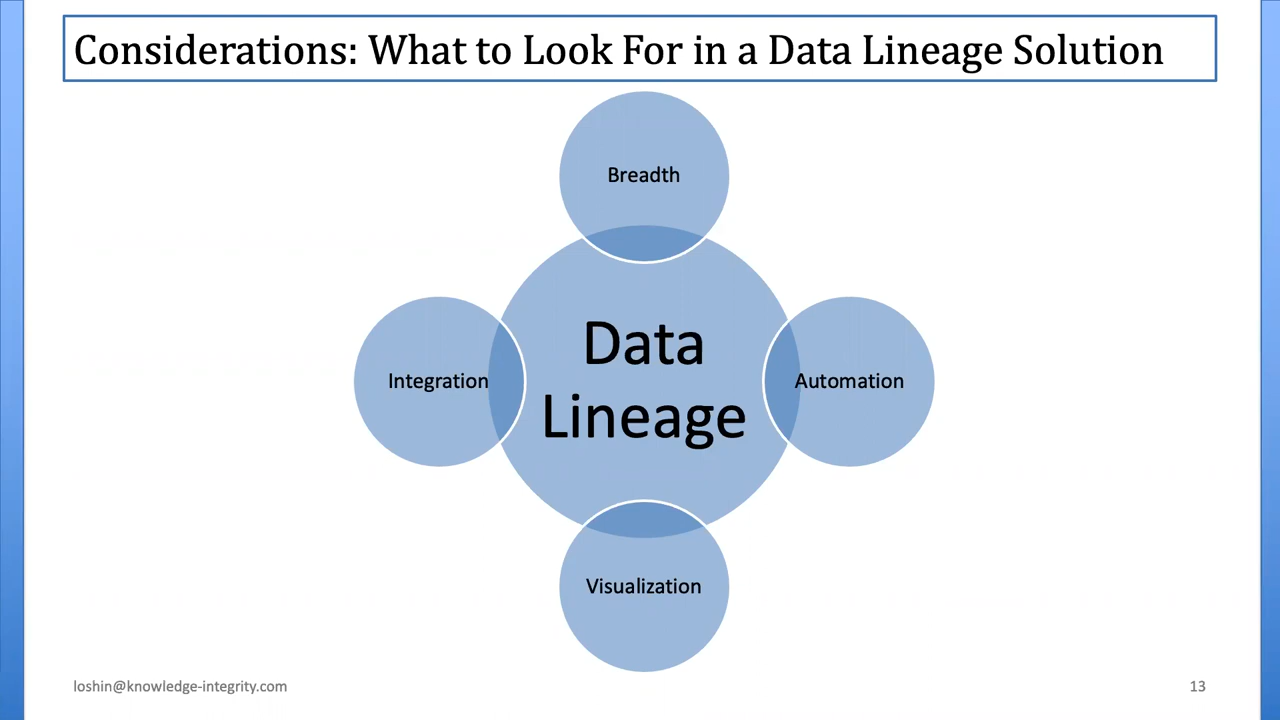 Considerations: What to Look For in a Data Lineage Solution
Breadth
Data
Lineage
Integration
Automation
Visualization
loshin@knowledge-integrity.com
13